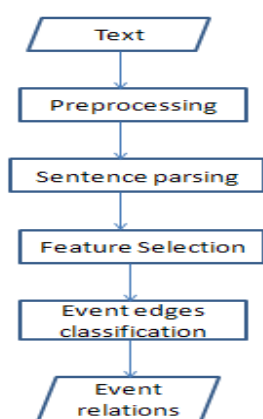 Text
Preprocessing
Sentence parsing
Feature Selection
Event edges
classification
Event
relations